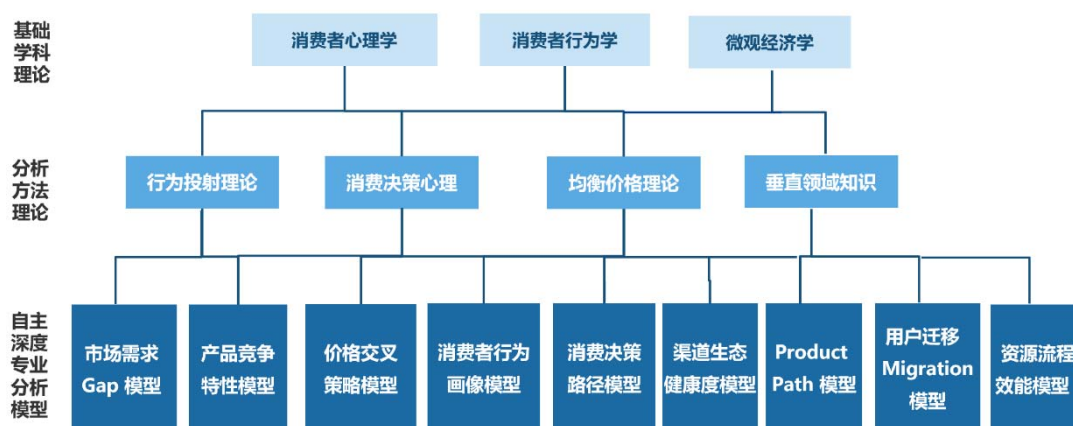 基础
学科
理论
消费者心理学
消费者行为学
微观经济学
分析
方法
理论
行为投射理论
消费决策心理
均衡价格理论
垂直领域知识
自主
深度
专业
分析
模型
市场需求
Gap 模型
产品竞争
特性模型
价格交叉
策略模型
消费者行为
画像模型
消费决策
路径模型
渠道生态
健康度模型
Product
Path 模型
用户迁移
Migration
模型
资源流程
效能模型